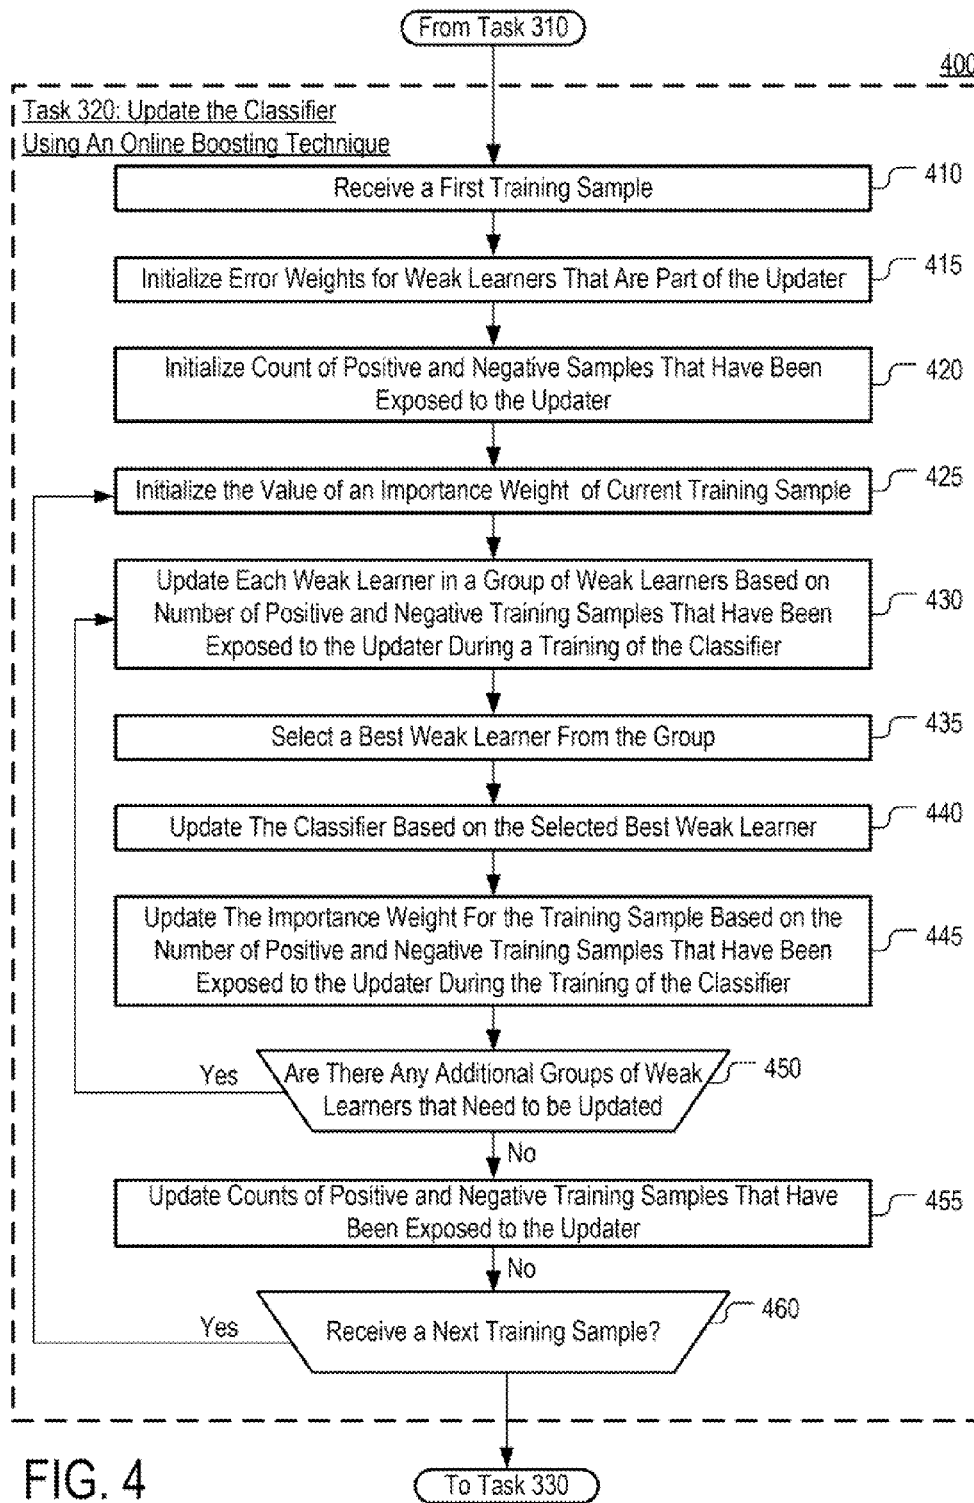 From Task 310
400
Task 320: Update the Classifier
Using An Online Boosting Technique
Receive a First Training Sample
410
Initialize Error Weights for Weak Learners That Are Part of the Updater
415
Initialize Count of Positive and Negative Samples That Have Been
Exposed to the Updater
420
Initialize the Value of an Importance Weight of Current Training Sample
425
Update Each Weak Learner in a Group of Weak Learners Based on
Number of Positive and Negative Training Samples That Have Been
Exposed to the Updater During a Training of the Classifier
430
Select a Best Weak Learner From the Group
435
Update The Classifier Based on the Selected Best Weak Learner
440
Update The Importance Weight For the Training Sample Based on the
Number of Positive and Negative Training Samples That Have Been
Exposed to the Updater During the Training of the Classifier
445
Yes
Are There Any Additional Groups of Weak
Learners that Need to be Updated
450
No
Update Counts of Positive and Negative Training Samples That Have
Been Exposed to the Updater
455
No
Yes
Receive a Next Training Sample?
460
FIG. 4
To Task 330